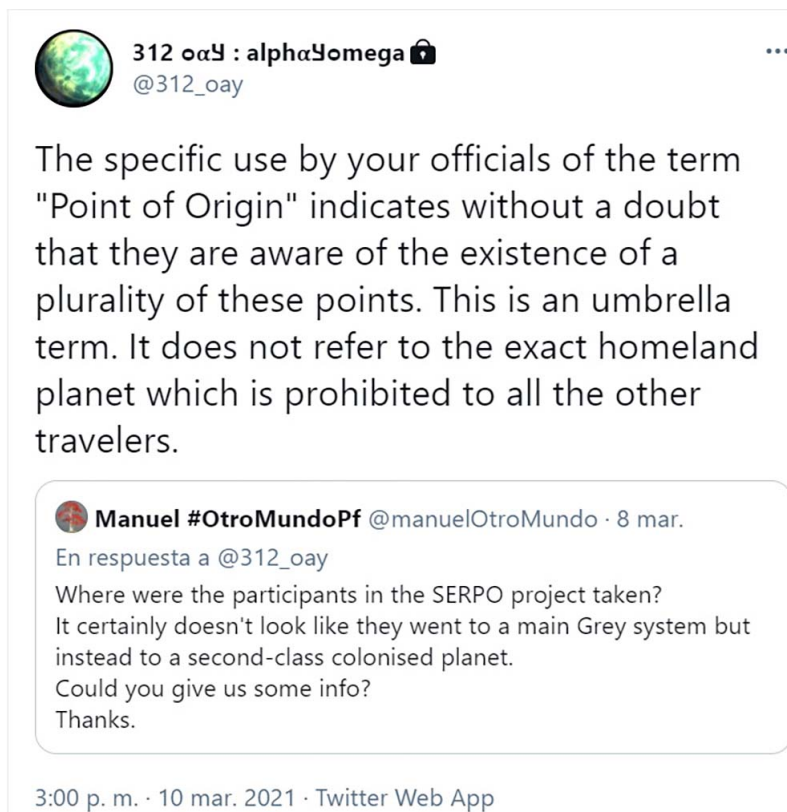 312 oαY : alphαYomega
@312_oay
The specific use by your officials of the term
"Point of Origin" indicates without a doubt
that they are aware of the existence of a
plurality of these points. This is an umbrella
term. It does not refer to the exact homeland
planet which is prohibited to all the other
travelers.
Manuel #OtroMundoPf @manuelOtroMundo · 8 mar.
En respuesta a @312_oay
Where were the participants in the SERPO project taken?
It certainly doesn't look like they went to a main Grey system but
instead to a second-class colonised planet.
Could you give us some info?
Thanks.
3:00 p. m. · 10 mar. 2021 · Twitter Web App